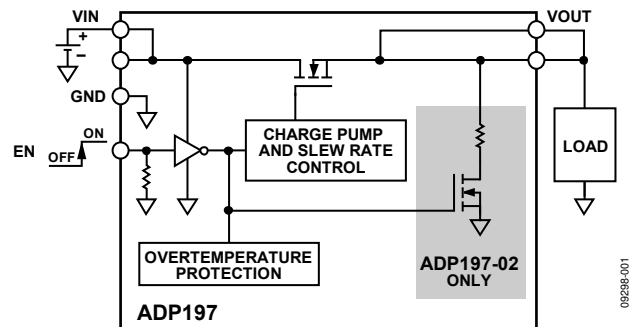 VIN
VOUT
+
–
GND
EN
ON
OFF
CHARGE PUMP
AND SLEW RATE
CONTROL
LOAD
OVERTEMPERATURE
PROTECTION
ADP197-02
ONLY
ADP197
09298-001